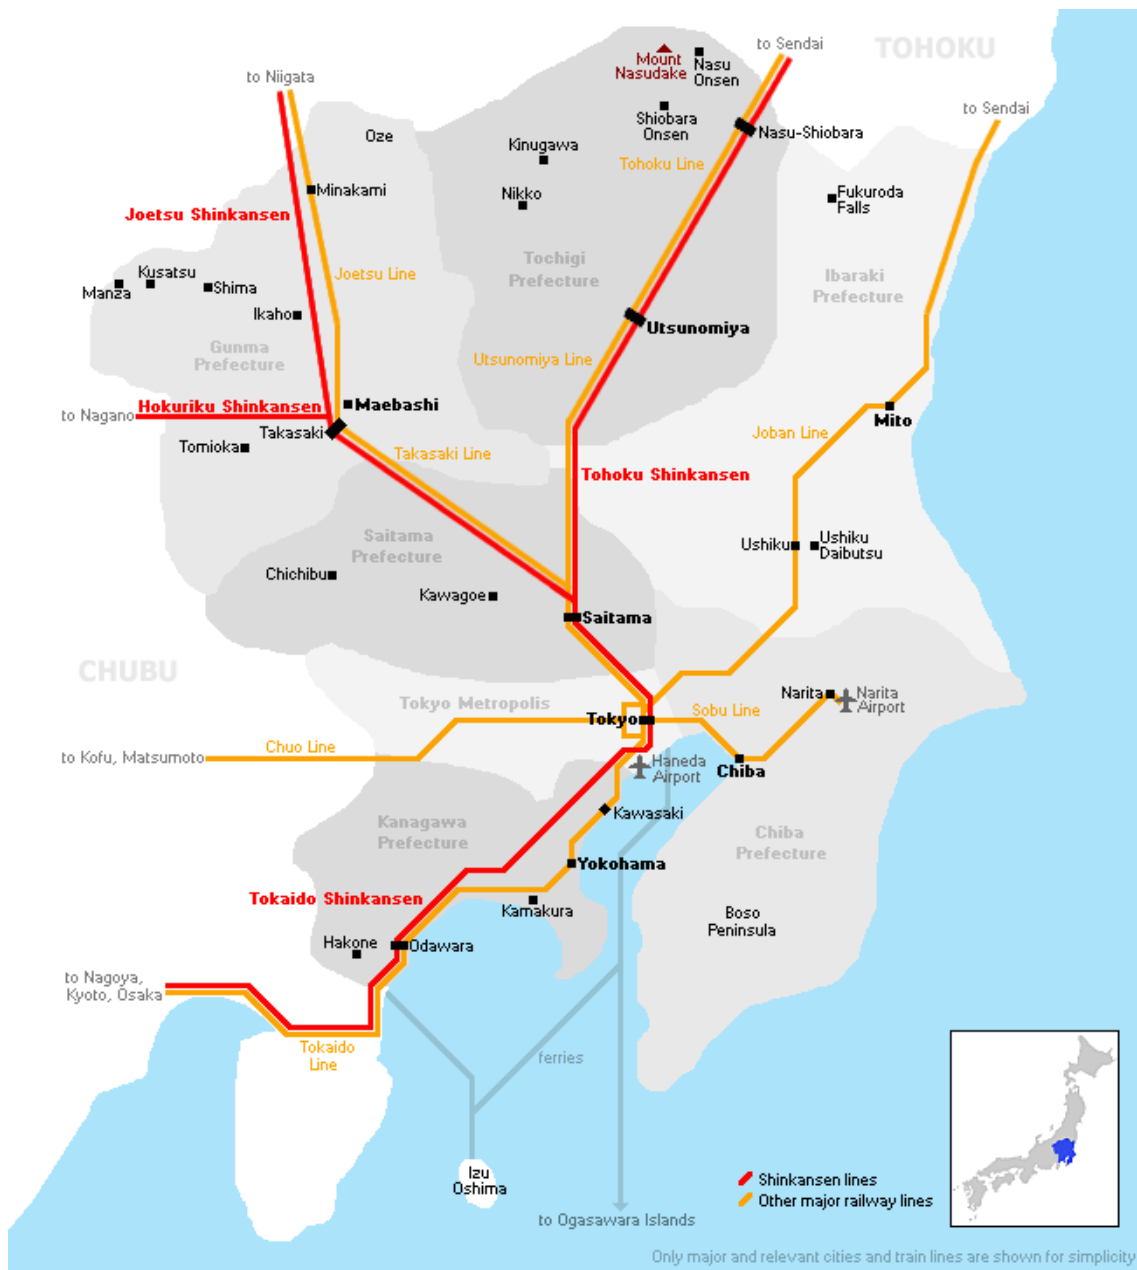 to Sendai
TOHOKU
Mount
Nasudake
Nasu
Onsen
to Niigata
to Sendai
Shiobara
Onsen
Nasu-Shiobara
Oze
Kinugawa
Tohoku Line
Minakami
Nikko
Fukuroda
Falls
Joetsu Shinkansen
Tochigi
Prefecture
Ibaraki
Prefecture
Joetsu Line
Kusatsu
Manza
Shima
Ikaho
Utsunomiya
Gunma
Prefecture
Utsunomiya Line
Hokuriku Shinkansen
Maebashi
to Nagano
Mito
Takasaki
Joban Line
Tomioka
Takasaki Line
Tohoku Shinkansen
Saitama
Prefecture
Ushiku
Ushiku
Daibutsu
Chichibu
Kawagoe
Saitama
CHUBU
Tokyo Metropolis
Narita
Narita
Airport
Tokyo
Sobu Line
Chuo Line
to Kofu, Matsumoto
Haneda
Airport
Chiba
Kawasaki
Kanagawa
Prefecture
Chiba
Prefecture
Yokohama
Tokaido Shinkansen
Kamakura
Boso
Peninsula
Hakone
Odawara
to Nagoya,
Kyoto, Osaka
Tokaido
Line
ferries
Izu
Oshima
Shinkansen lines
Other major railway lines
to Ogasawara Islands
Only major and relevant cities and train lines are shown for simplicity